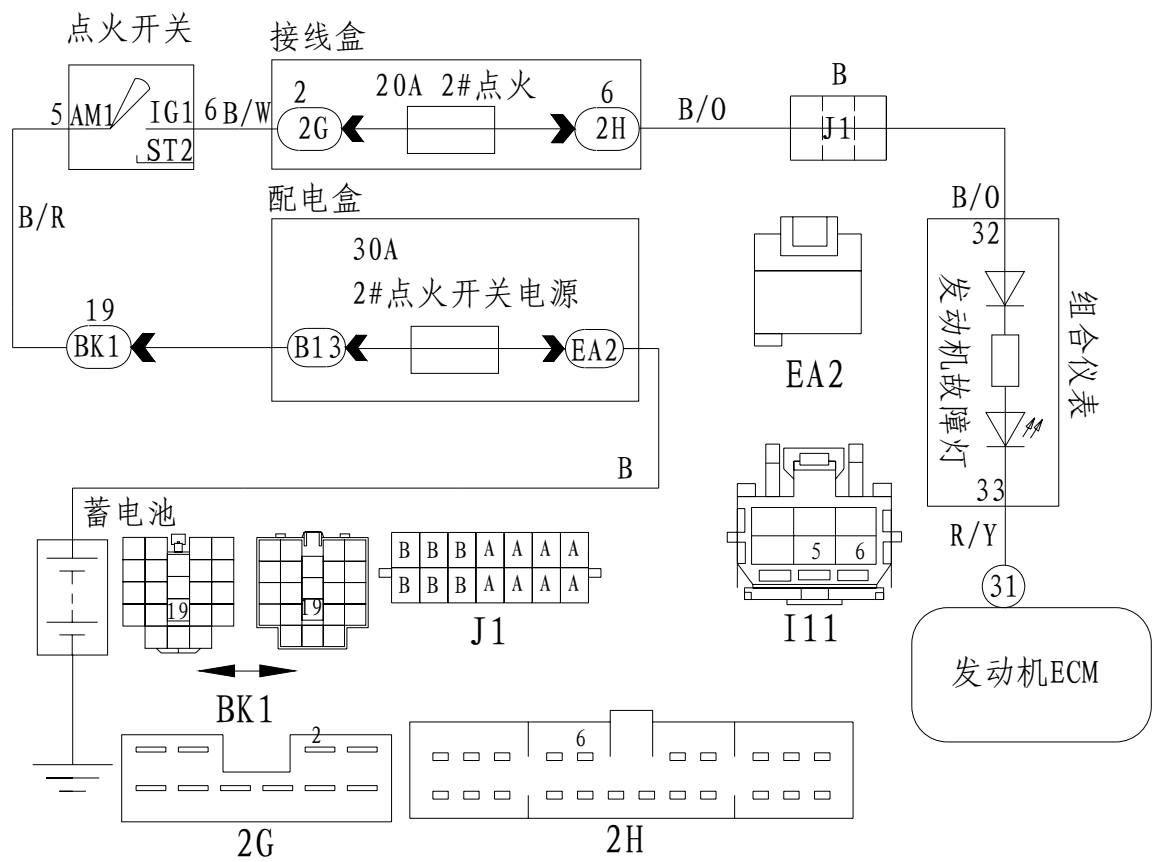 点火开关
接线盒
5
AM1
IG1
ST2
6
B/W
2
2G
20A 2#点火
6
2H
B/O
B
J1
B/R
配电盒
30A
2#点火开关电源
19
BK1
B13
EA2
B
EA2
B/O
32
发动机故障灯
33
组合仪表
R/Y
31
发动机ECM
蓄电池
19
19
BK1
B B B A A A A
B B B A A A A
J1
5 6
I11
2
2G
6
2H